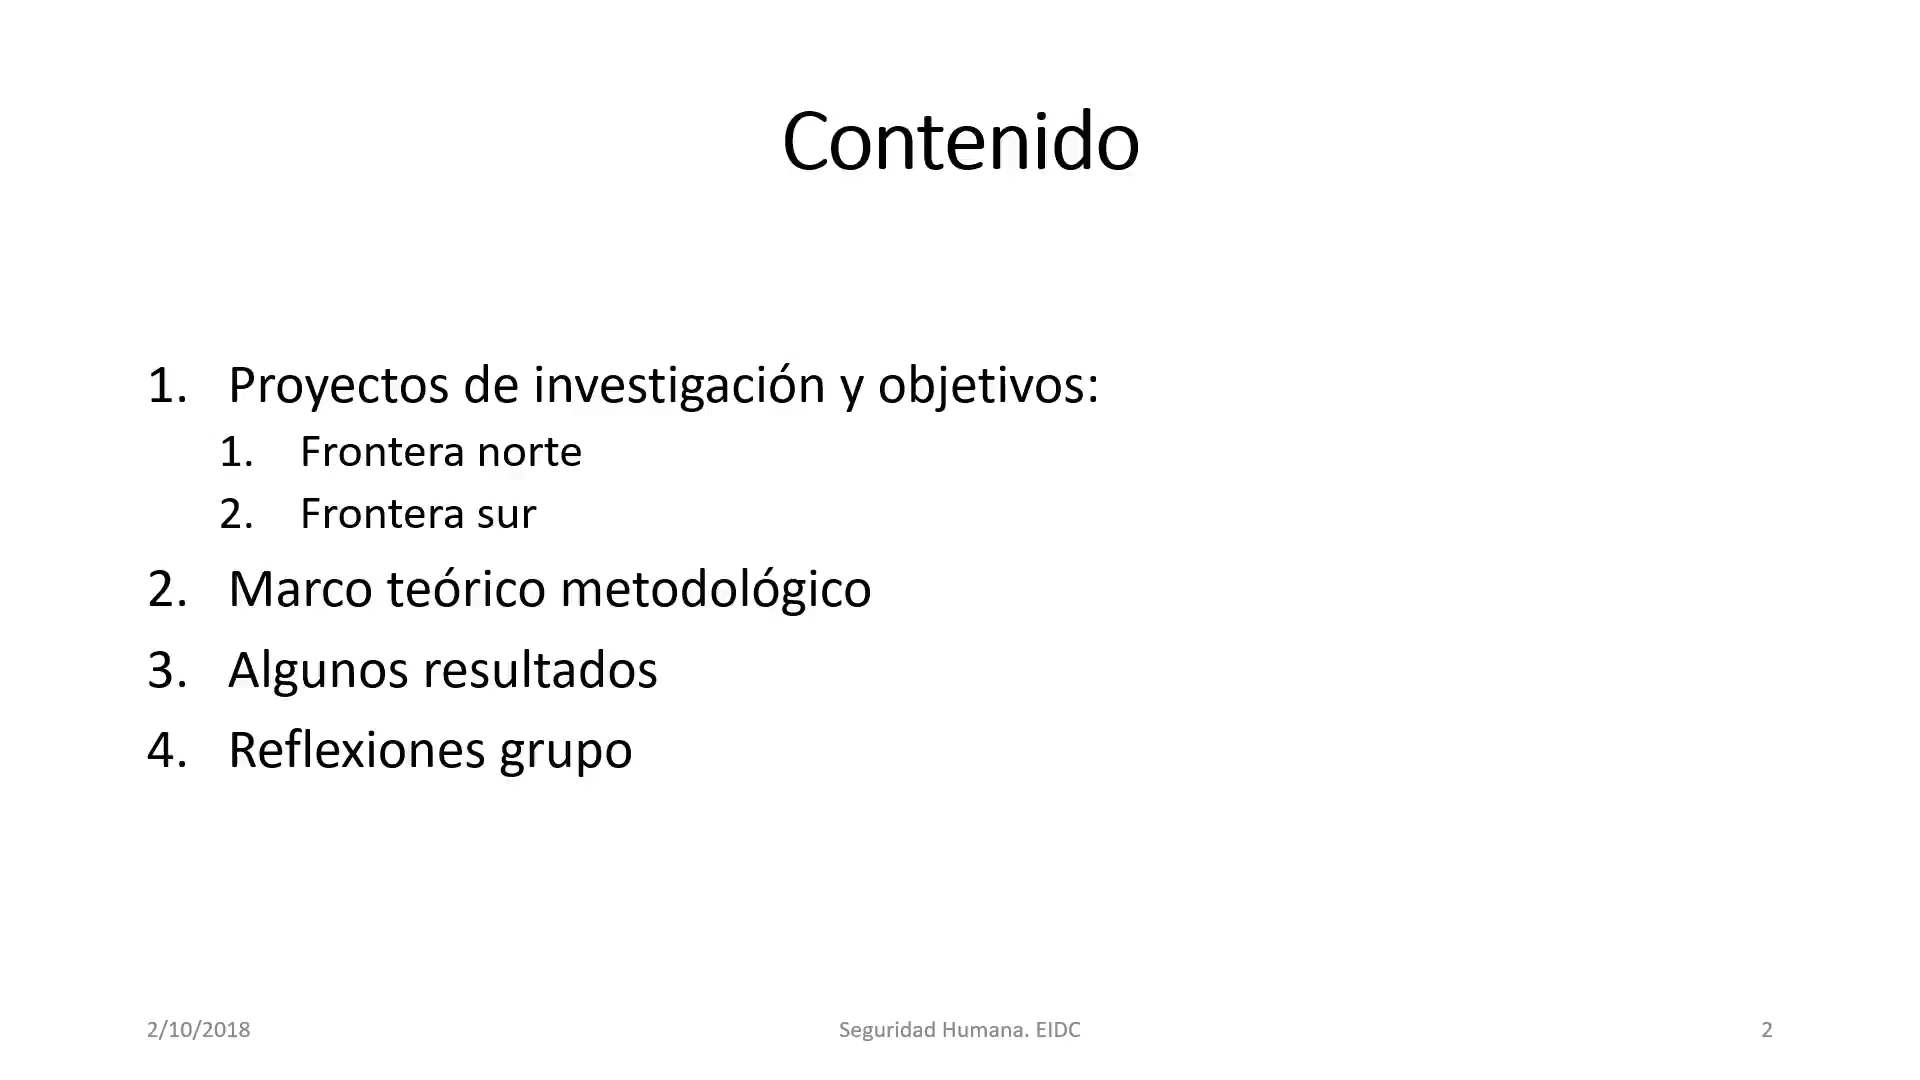 Contenido
1. Proyectos de investigación y objetivos:
1. Frontera norte
2. Frontera sur
2. Marco teórico metodológico
3. Algunos resultados
4. Reflexiones grupo
2/10/2018
Seguridad Humana. EIDC
2